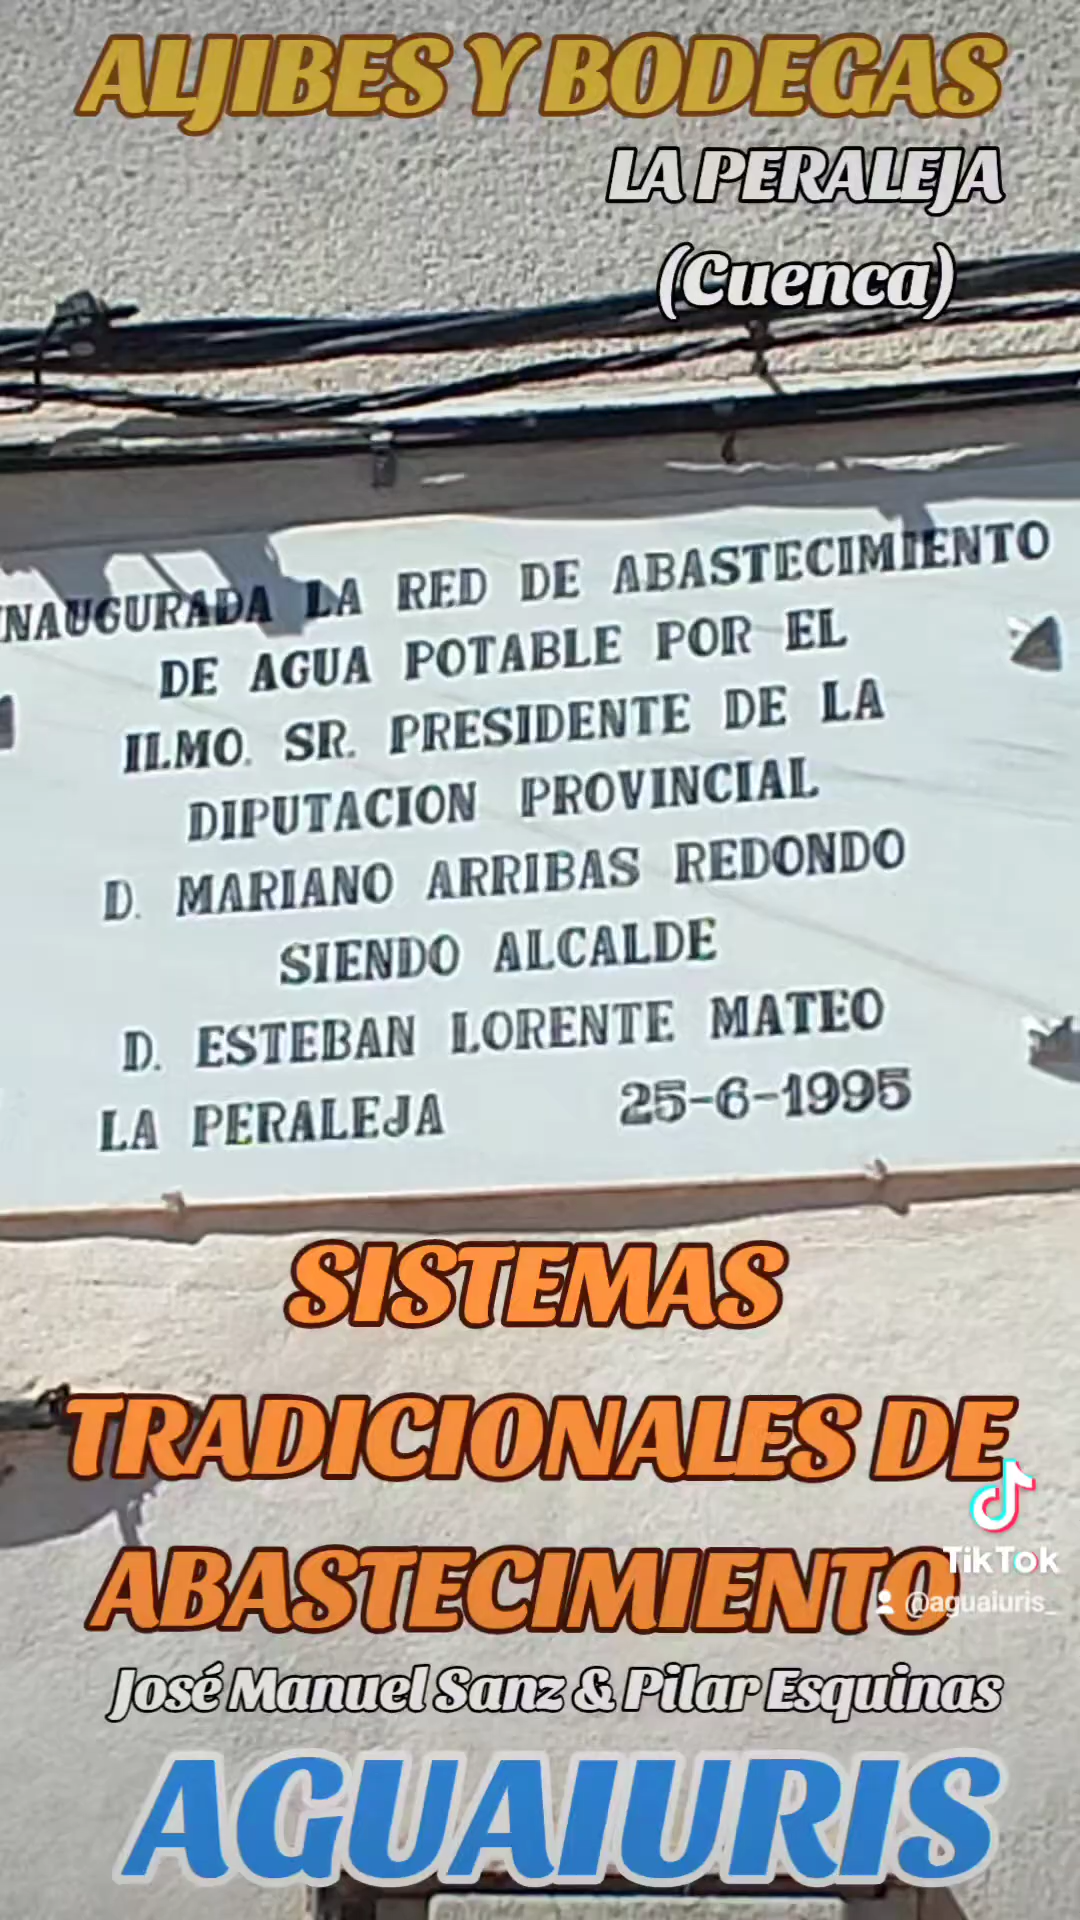 ALJIBES Y BODEGAS
LA PERALEJA
(Cuenca)
INAUGURADA LA RED DE ABASTECIMIENTO
DE AGUA POTABLE POR EL
ILMO. SR. PRESIDENTE DE LA
DIPUTACION PROVINCIAL
D. MARIANO ARRIBAS REDONDO
SIENDO ALCALDE
D. ESTEBAN LORENTE MATEO
LA PERALEJA 25-6-1995
SISTEMAS
TRADICIONALES DE
ABASTECIMIENTO
TikTok
@aguaiuris_
José Manuel Sanz & Pilar Esquinas
AGUAIURIS